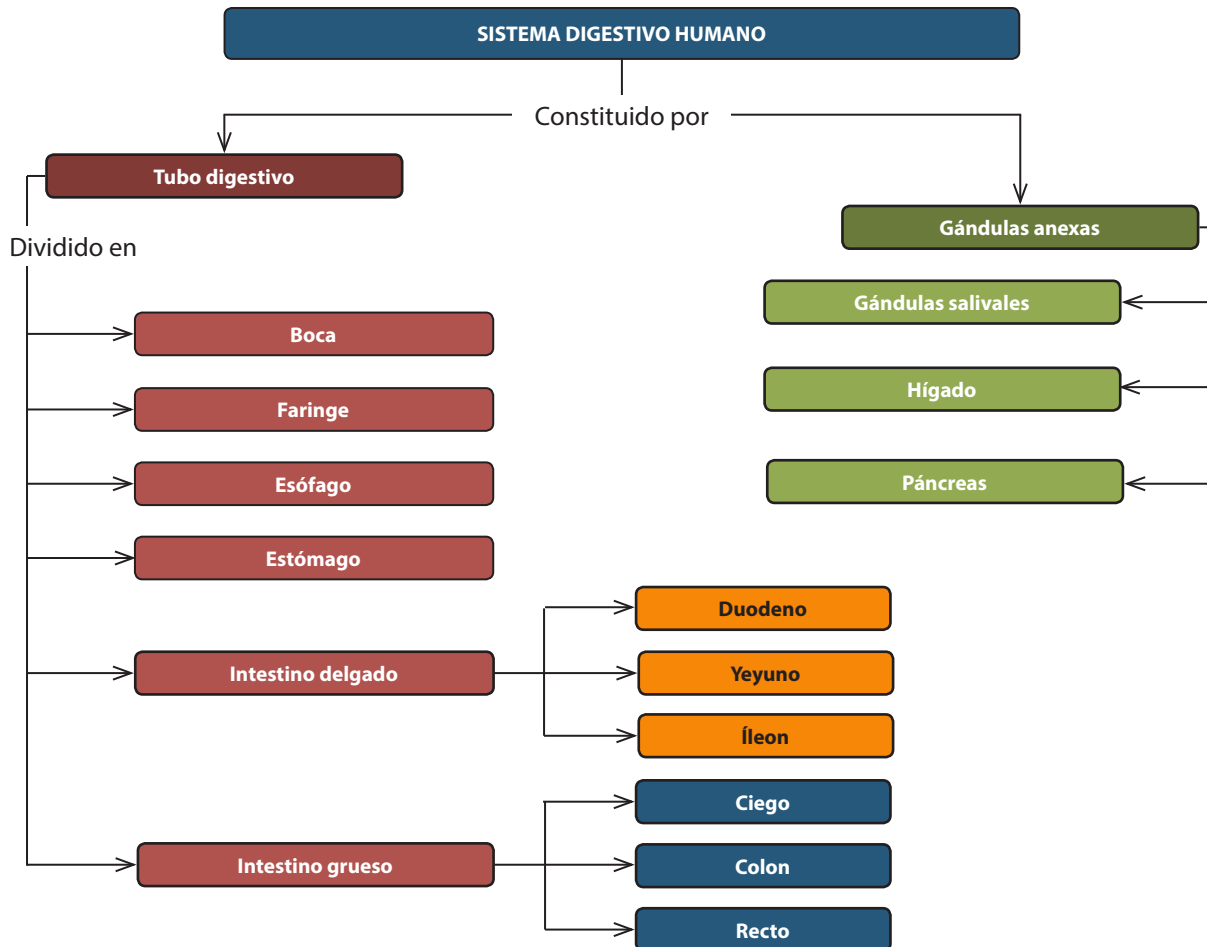 SISTEMA DIGESTIVO HUMANO
Constituido por
Tubo digestivo
Dividido en
Boca
Faringe
Esófago
Estómago
Intestino delgado
Duodeno
Yeyuno
Íleon
Intestino grueso
Ciego
Colon
Recto
Gándulas anexas
Gándulas salivales
Hígado
Páncreas